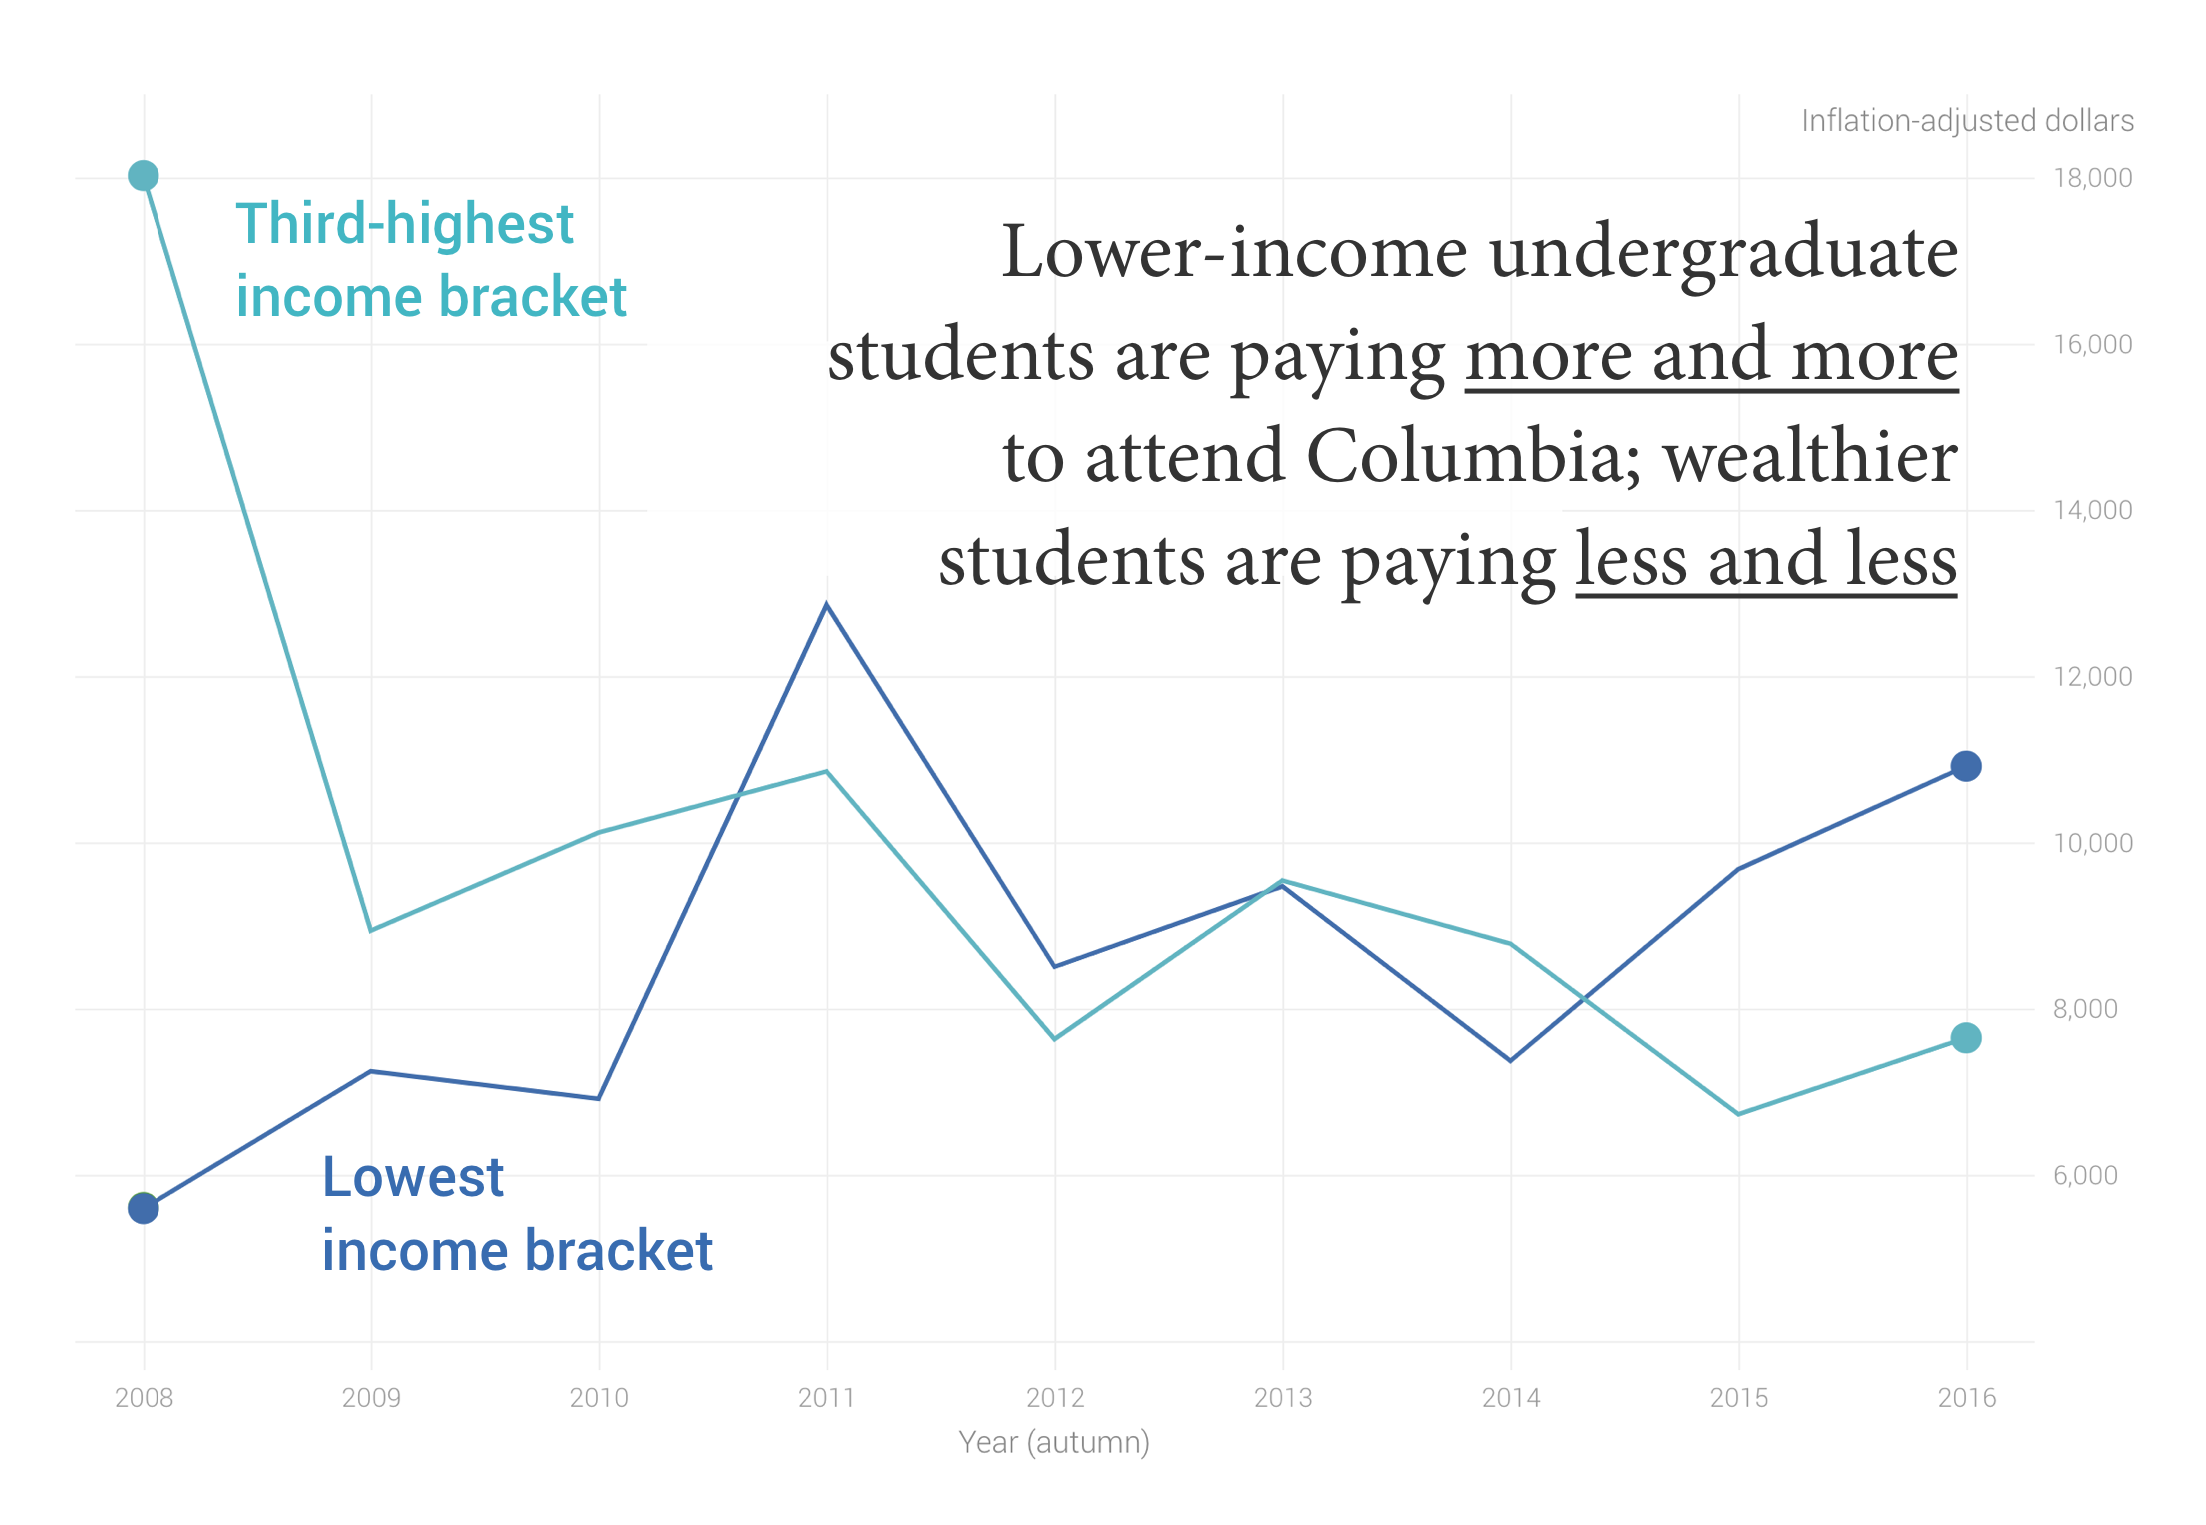 Inflation-adjusted dollars
18,000
Third-highest
income bracket
Lower-income undergraduate
students are paying more and more
to attend Columbia; wealthier
students are paying less and less
16,000
14,000
12,000
10,000
8,000
6,000
Lowest
income bracket
2008 2009 2010 2011 2012 2013 2014 2015 2016
Year (autumn)